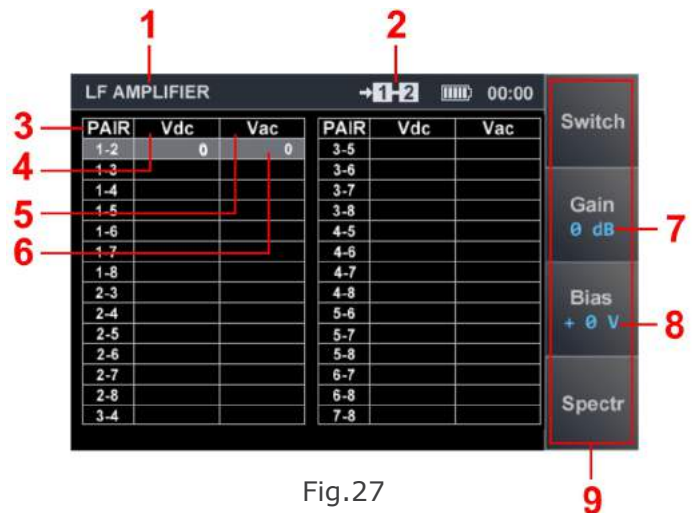 1 2
LF AMPLIFIER →1-2 00:00
3 PAIR Vdc Vac PAIR Vdc Vac Switch
1-2 0 0 3-5
4 1-3 3-6
1-4 3-7
5 1-5 3-8 Gain
1-6 4-5 0 dB 7
6 1-7 4-6
1-8 4-7
2-3 4-8 Bias
2-4 5-6 + 0 V 8
2-5 5-7
2-6 5-8
2-7 6-7
2-8 6-8 Spectr
3-4 7-8
Fig.27 9